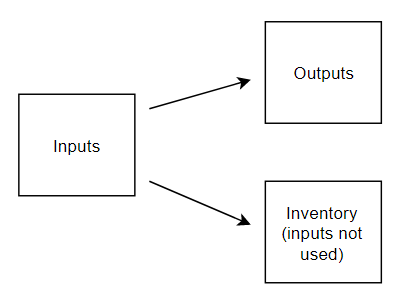 Outputs
Inputs
Inventory
(inputs not
used)